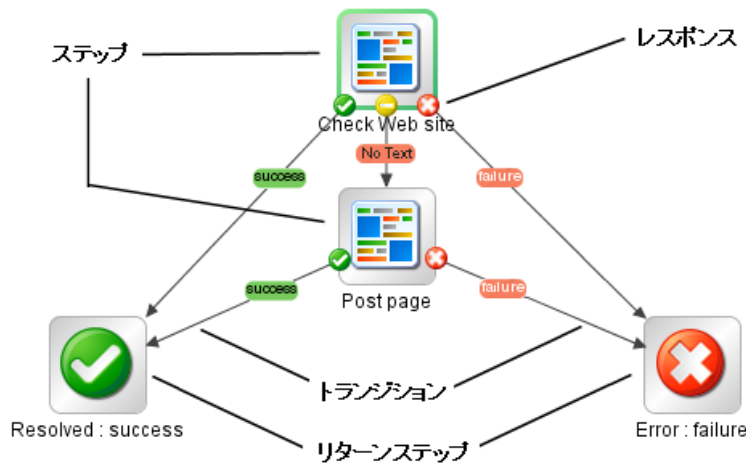 ステップ
レスポンス
Check Web site
No Text
success
failure
success
failure
Post page
トランジション
Resolved : success
リターンステップ
Error : failure